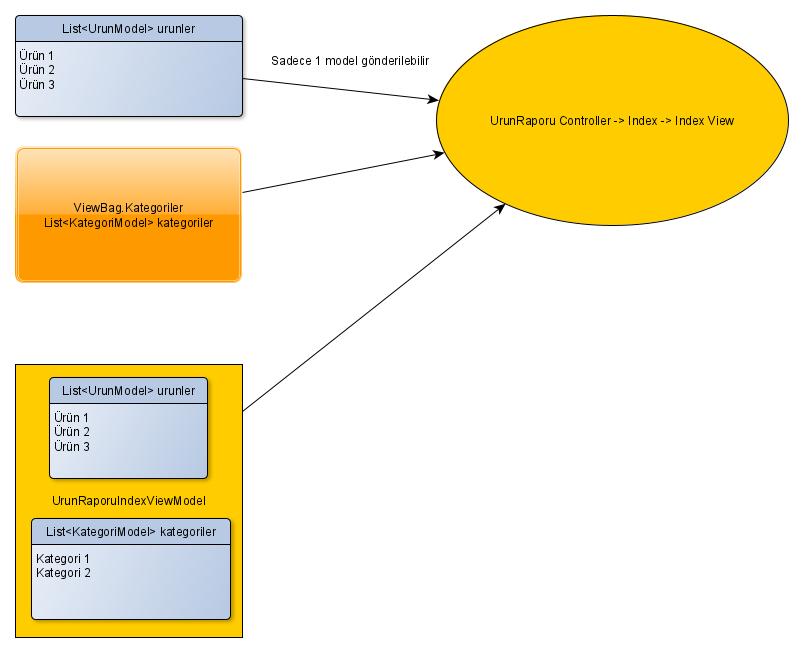 List<UrunModel> urunler
Ürün 1
Ürün 2
Ürün 3
Sadece 1 model gönderilebilir
UrunRaporu Controller -> Index -> Index View
ViewBag.Kategoriler
List<KategoriModel> kategoriler
List<UrunModel> urunler
Ürün 1
Ürün 2
Ürün 3
UrunRaporuIndexViewModel
List<KategoriModel> kategoriler
Kategori 1
Kategori 2